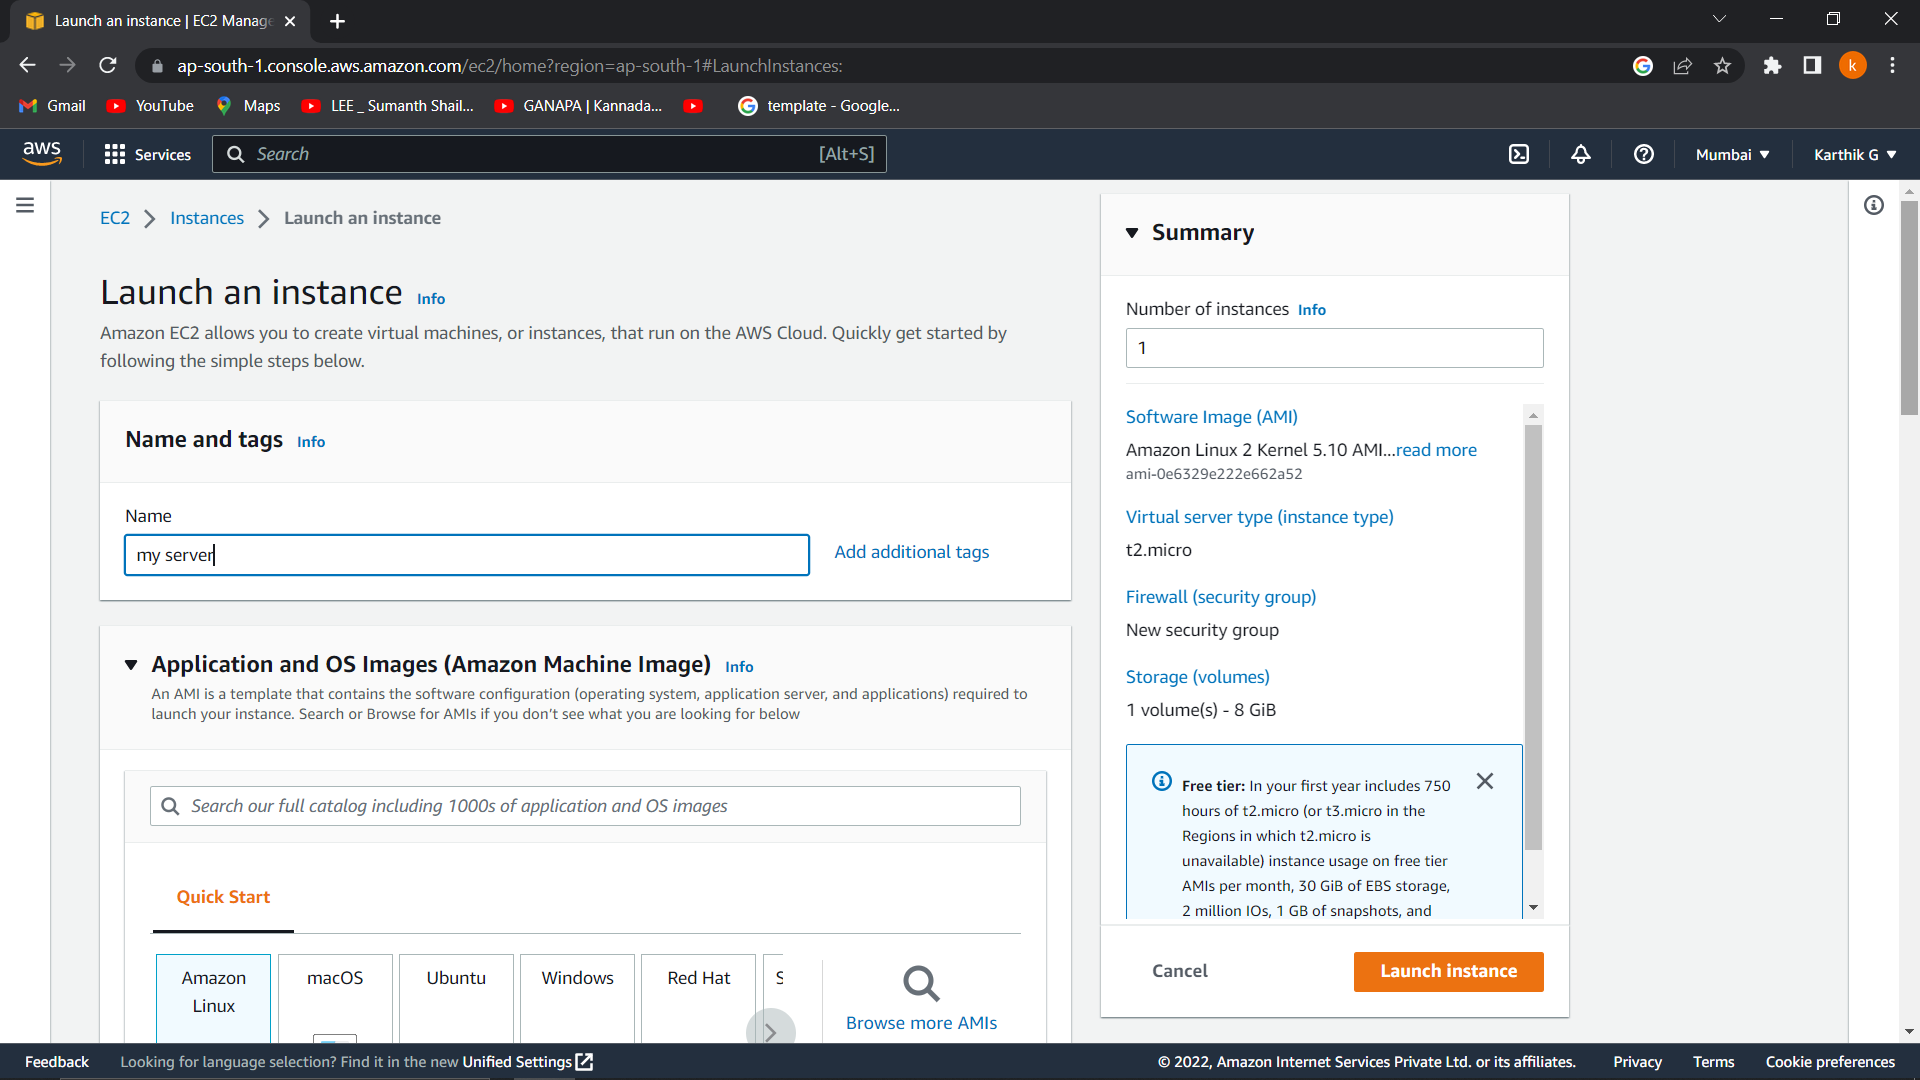 Launch an instance | EC2 Manage
ap-south-1.console.aws.amazon.com/ec2/home?region=ap-south-1#LaunchInstances:
k
Gmail
YouTube
Maps
LEE _ Sumanth Shail...
GANAPA | Kannada...
template - Google...
aws
Services
Search
[Alt+S]
Mumbai
Karthik G
EC2
Instances
Launch an instance
Launch an instance Info
Amazon EC2 allows you to create virtual machines, or instances, that run on the AWS Cloud. Quickly get started by
following the simple steps below.
Name and tags Info
Name
my server
Add additional tags
Application and OS Images (Amazon Machine Image) Info
An AMI is a template that contains the software configuration (operating system, application server, and applications) required to
launch your instance. Search or Browse for AMIs if you don't see what you are looking for below
Search our full catalog including 1000s of application and OS images
Quick Start
Amazon
Linux
macOS
Ubuntu
Windows
Red Hat
S
Browse more AMIs
Summary
Number of instances Info
1
Software Image (AMI)
Amazon Linux 2 Kernel 5.10 AMI...read more
ami-0e6329e222e662a52
Virtual server type (instance type)
t2.micro
Firewall (security group)
New security group
Storage (volumes)
1 volume(s) - 8 GiB
Free tier: In your first year includes 750
hours of t2.micro (or t3.micro in the
Regions in which t2.micro is
unavailable) instance usage on free tier
AMIs per month, 30 GiB of EBS storage,
2 million IOs, 1 GB of snapshots, and
Cancel
Launch instance
Feedback
Looking for language selection? Find it in the new Unified Settings
© 2022, Amazon Internet Services Private Ltd. or its affiliates.
Privacy
Terms
Cookie preferences